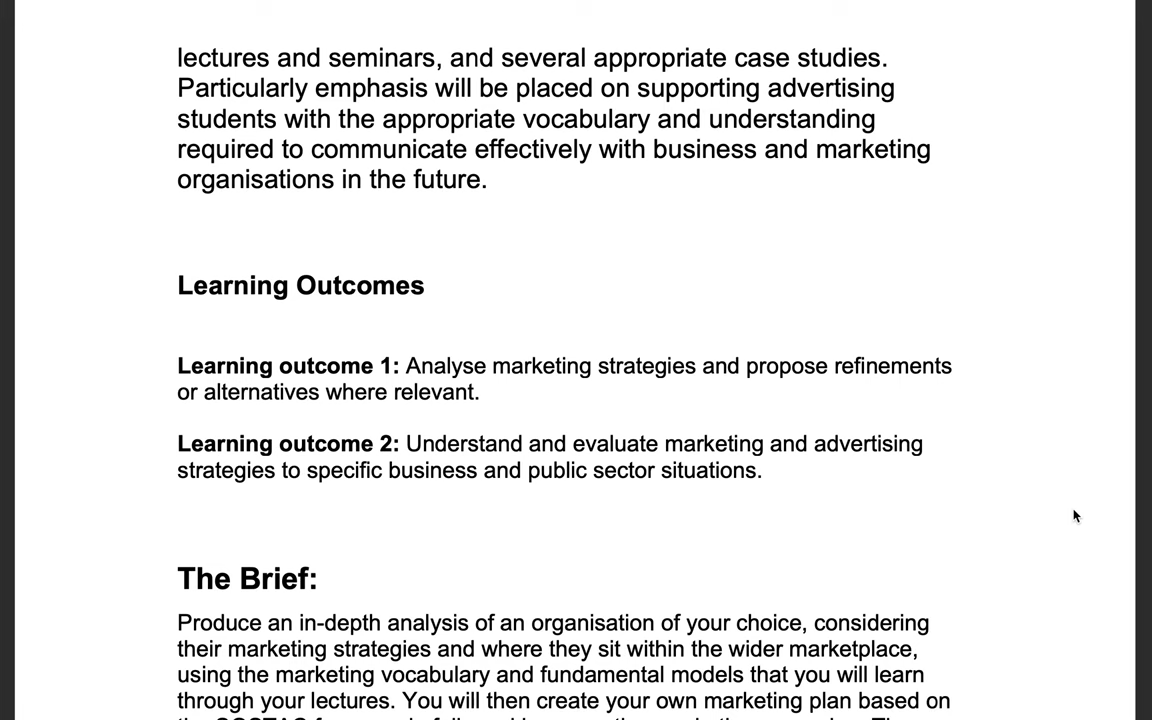 lectures and seminars, and several appropriate case studies.
Particularly emphasis will be placed on supporting advertising
students with the appropriate vocabulary and understanding
required to communicate effectively with business and marketing
organisations in the future.
Learning Outcomes
Learning outcome 1: Analyse marketing strategies and propose refinements
or alternatives where relevant.
Learning outcome 2: Understand and evaluate marketing and advertising
strategies to specific business and public sector situations.
The Brief:
Produce an in-depth analysis of an organisation of your choice, considering
their marketing strategies and where they sit within the wider marketplace,
using the marketing vocabulary and fundamental models that you will learn
through your lectures. You will then create your own marketing plan based on